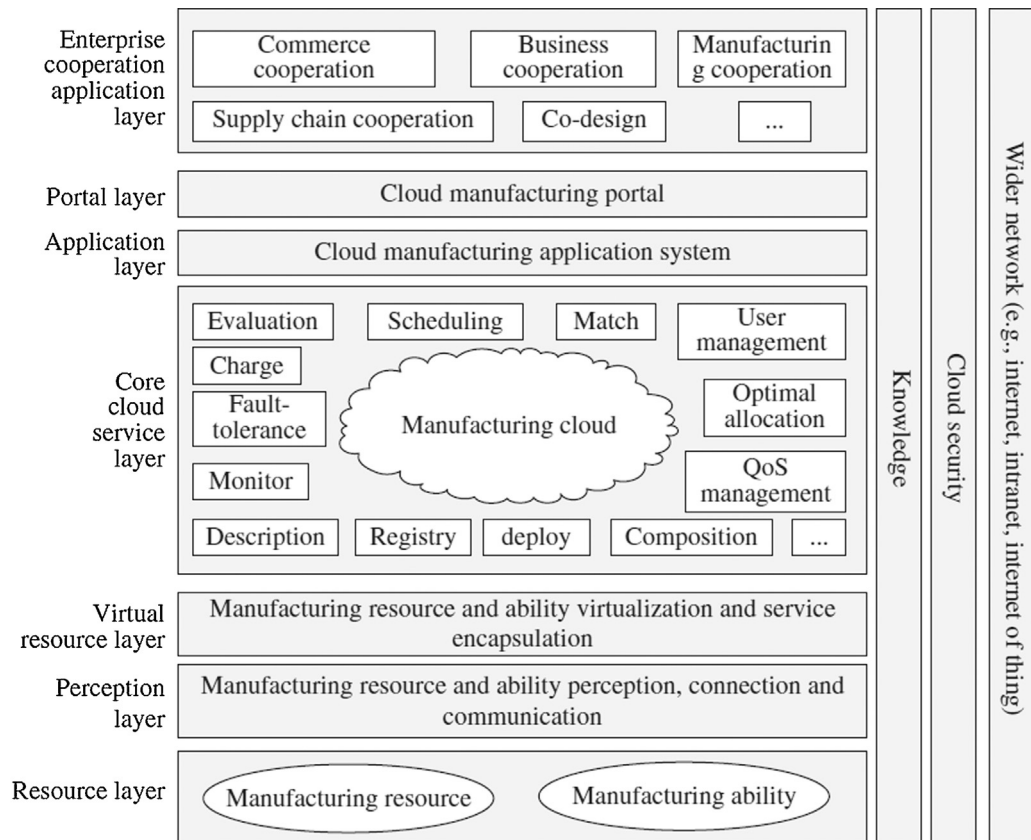 Enterprise
cooperation
application
layer
Commerce
cooperation
Business
cooperation
Manufacturin
g cooperation
Supply chain cooperation
Co-design
...
Portal layer
Cloud manufacturing portal
Application
layer
Cloud manufacturing application system
Core
cloud
service
layer
Evaluation
Scheduling
Match
User
management
Charge
Fault-
tolerance
Manufacturing cloud
Optimal
allocation
Monitor
QoS
management
Description
Registry
deploy
Composition
...
Virtual
resource layer
Manufacturing resource and ability virtualization and service
encapsulation
Perception
layer
Manufacturing resource and ability perception, connection and
communication
Resource layer
Manufacturing resource
Manufacturing ability
Knowledge
Cloud security
Wider network (e.g., internet, intranet, internet of thing)